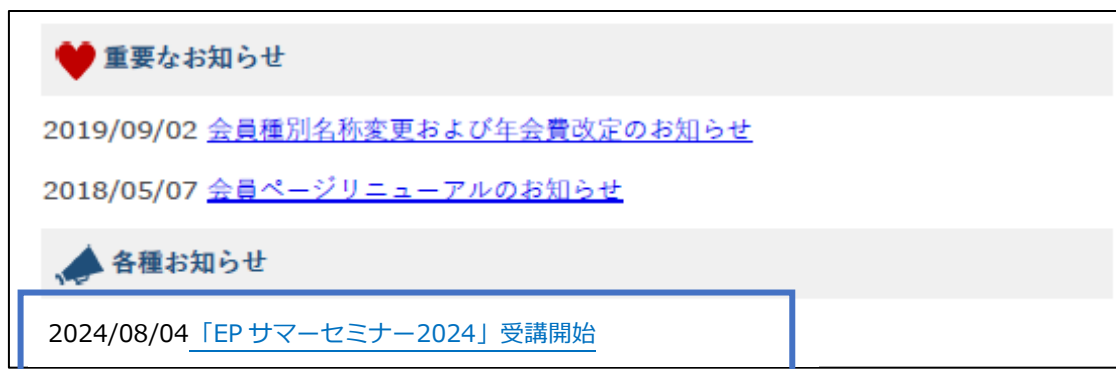 重要なお知らせ
2019/09/02 会員種別名称変更および年会費改定のお知らせ
2018/05/07 会員ページリニューアルのお知らせ
各種お知らせ
2024/08/04「EP サマーセミナー2024」受講開始